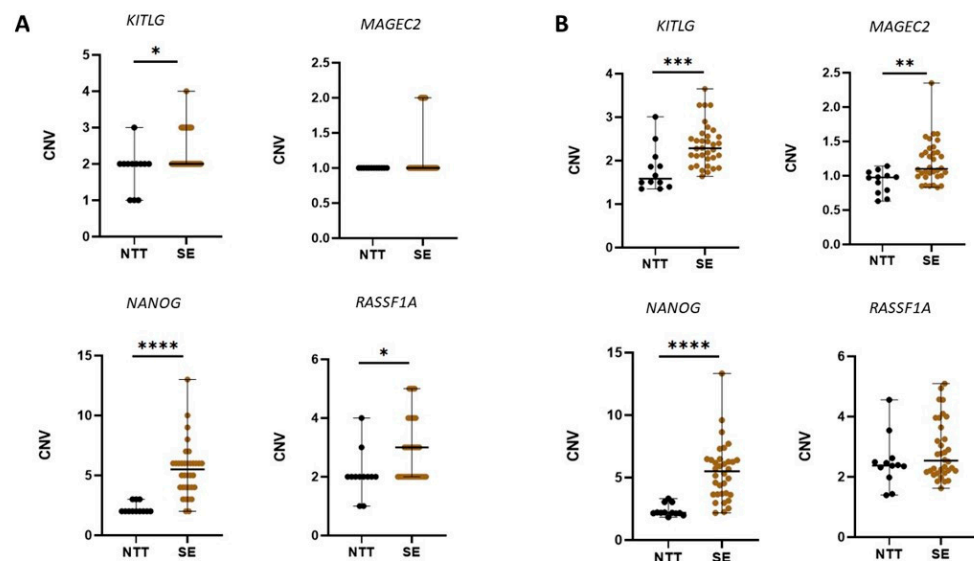 A
KITLG
*
CNV
5
4
3
2
1
0
NTT
SE
MAGEC2
CNV
2.5
2.0
1.5
1.0
0.5
0.0
NTT
SE
NANOG
****
CNV
15
10
5
0
NTT
SE
RASSF1A
*
CNV
6
4
2
0
NTT
SE
B
KITLG
***
CNV
4
3
2
1
0
NTT
SE
MAGEC2
**
CNV
2.5
2.0
1.5
1.0
0.5
0.0
NTT
SE
NANOG
****
CNV
15
10
5
0
NTT
SE
RASSF1A
CNV
6
4
2
0
NTT
SE